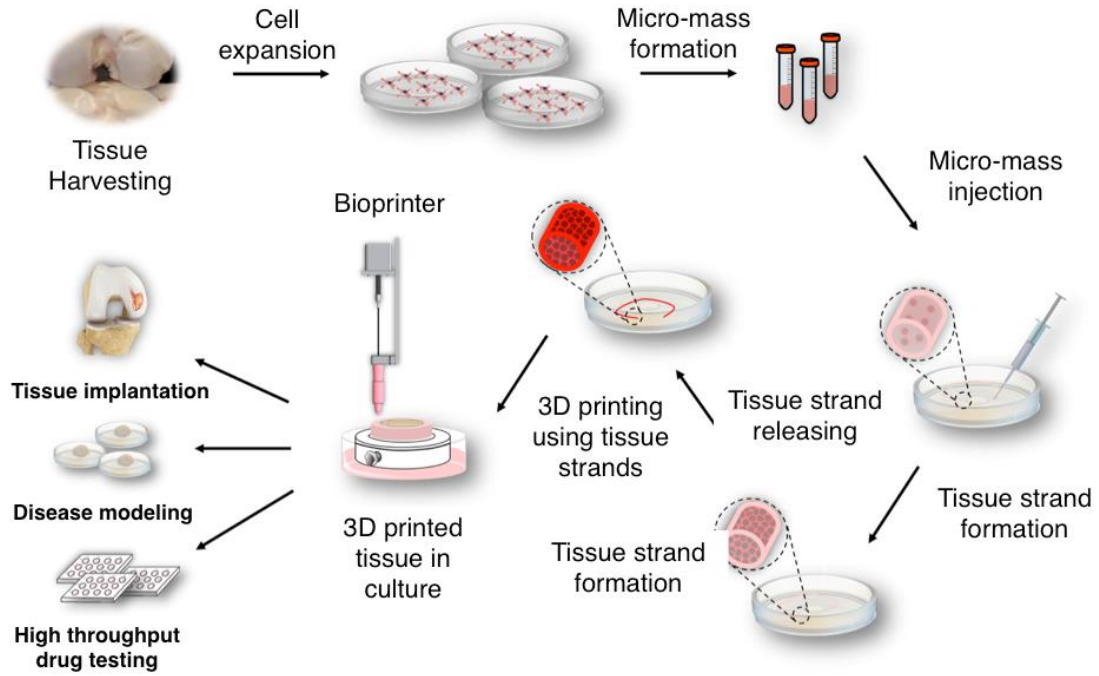 Cell
expansion
Micro-mass
formation
Tissue
Harvesting
Micro-mass
injection
Bioprinter
Tissue implantation
3D printing
using tissue
strands
Tissue strand
releasing
Tissue strand
formation
Disease modeling
3D printed
tissue in
culture
Tissue strand
formation
High throughput
drug testing